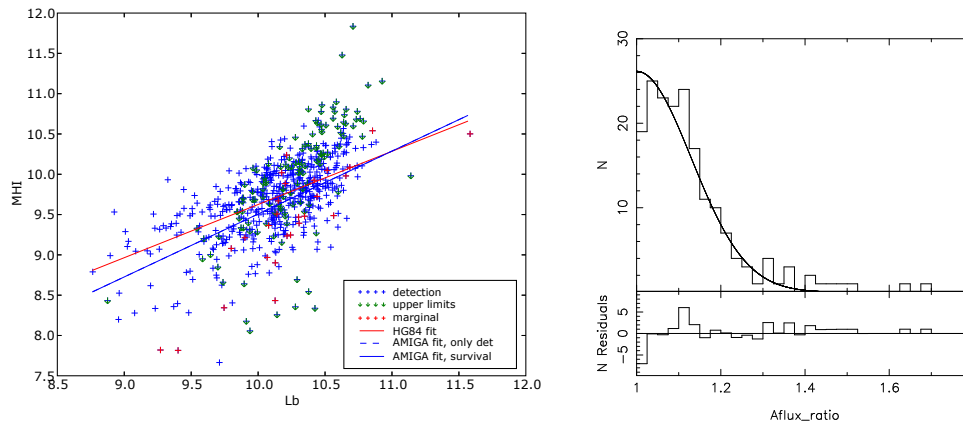 12.0
11.5
11.0
10.5
10.0
9.5
9.0
8.5
8.0
7.5
MHI
8.5 9.0 9.5 10.0 10.5 11.0 11.5 12.0
Lb
detection
upper limits
marginal
HG84 fit
AMIGA fit, only det
AMIGA fit, survival
30
20
10
0
N
5
0
−5
N Residuals
1 1.2 1.4 1.6
Aflux_ratio